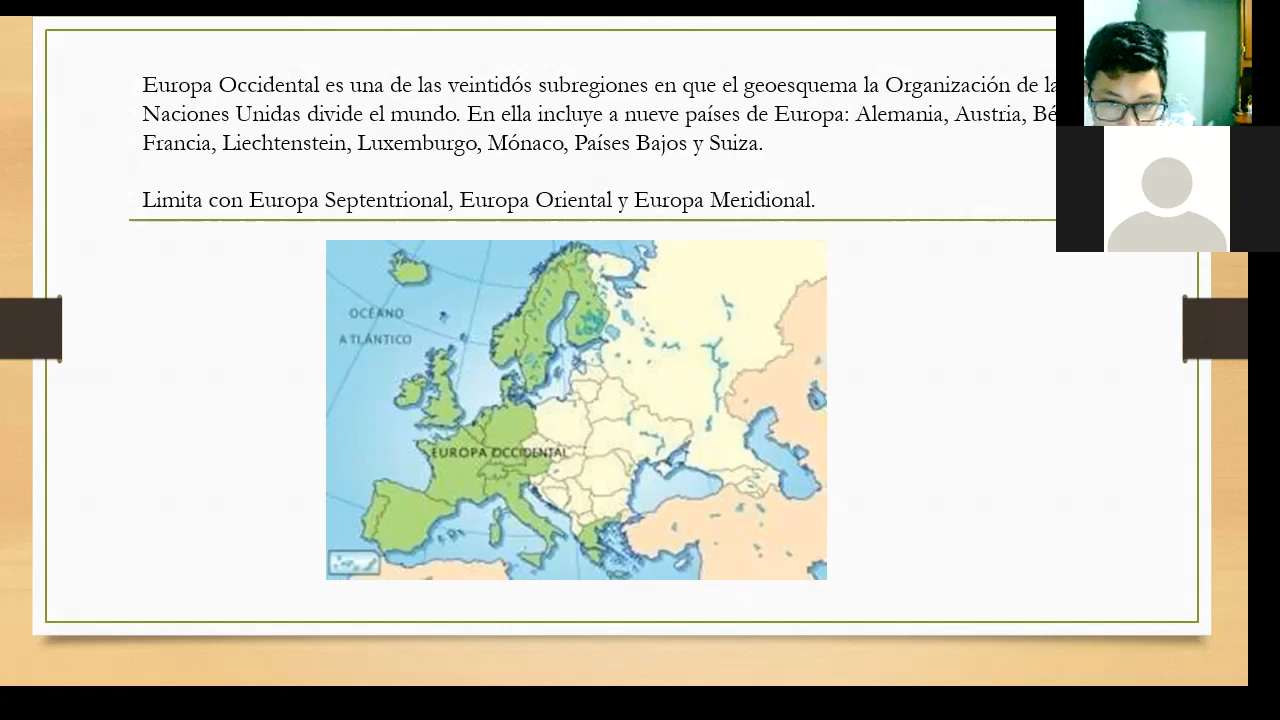 Europa Occidental es una de las veintidós subregiones en que el geoesquema la Organización de la
Naciones Unidas divide el mundo. En ella incluye a nueve países de Europa: Alemania, Austria,
Francia, Liechtenstein, Luxemburgo, Mónaco, Países Bajos y Suiza.
Limita con Europa Septentrional, Europa Oriental y Europa Meridional.
OCÉANO
ATLÁNTICO
EUROPA OCCIDENTAL